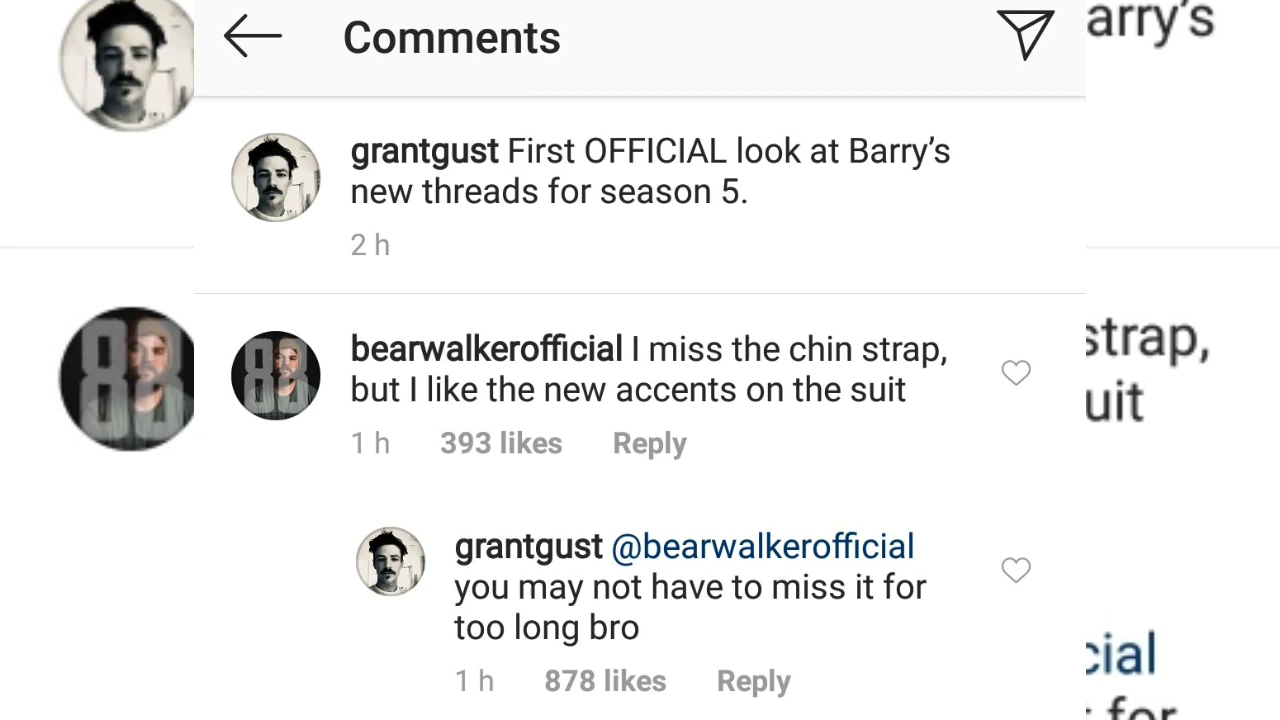 Comments
arry's
grantgust First OFFICIAL look at Barry's
new threads for season 5.
2 h
88
bearwalkerofficial I miss the chin strap,
but I like the new accents on the suit
strap,
uit
1 h 393 likes Reply
grantgust @bearwalkerofficial
you may not have to miss it for
too long bro
cial
for
1 h 878 likes Reply